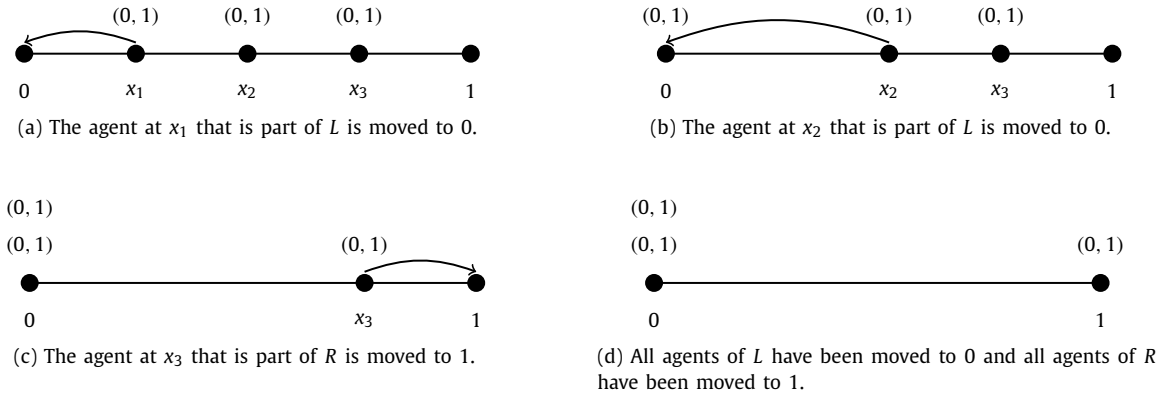 (0, 1) (0, 1) (0, 1)
0 x1 x2 x3 1
(a) The agent at x1 that is part of L is moved to 0.
(0, 1) (0, 1) (0, 1)
0 x2 x3 1
(b) The agent at x2 that is part of L is moved to 0.
(0, 1)
(0, 1) (0, 1)
0 x3 1
(c) The agent at x3 that is part of R is moved to 1.
(0, 1)
(0, 1) (0, 1)
0 1
(d) All agents of L have been moved to 0 and all agents of R
have been moved to 1.